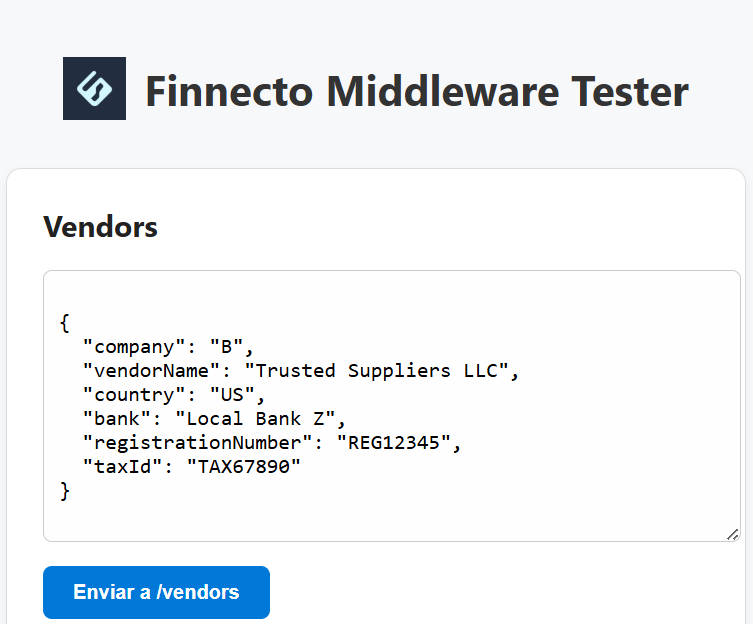 Finnecto Middleware Tester
Vendors
{
  "company": "B",
  "vendorName": "Trusted Suppliers LLC",
  "country": "US",
  "bank": "Local Bank Z",
  "registrationNumber": "REG12345",
  "taxId": "TAX67890"
}
Enviar a /vendors